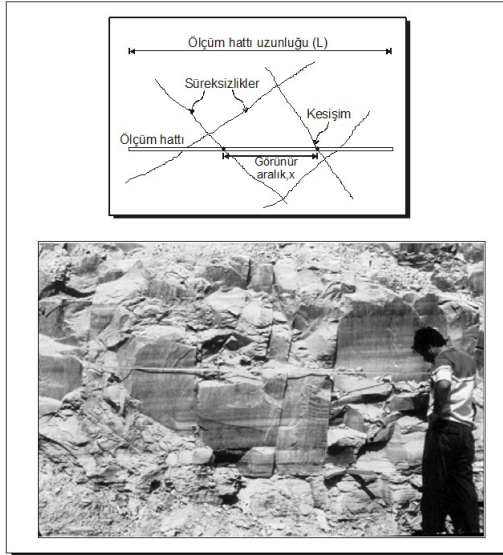 Ölçüm hattı uzunluğu (L)
Süreksizlikler
Kesişim
Ölçüm hattı
Görünür
aralık,x